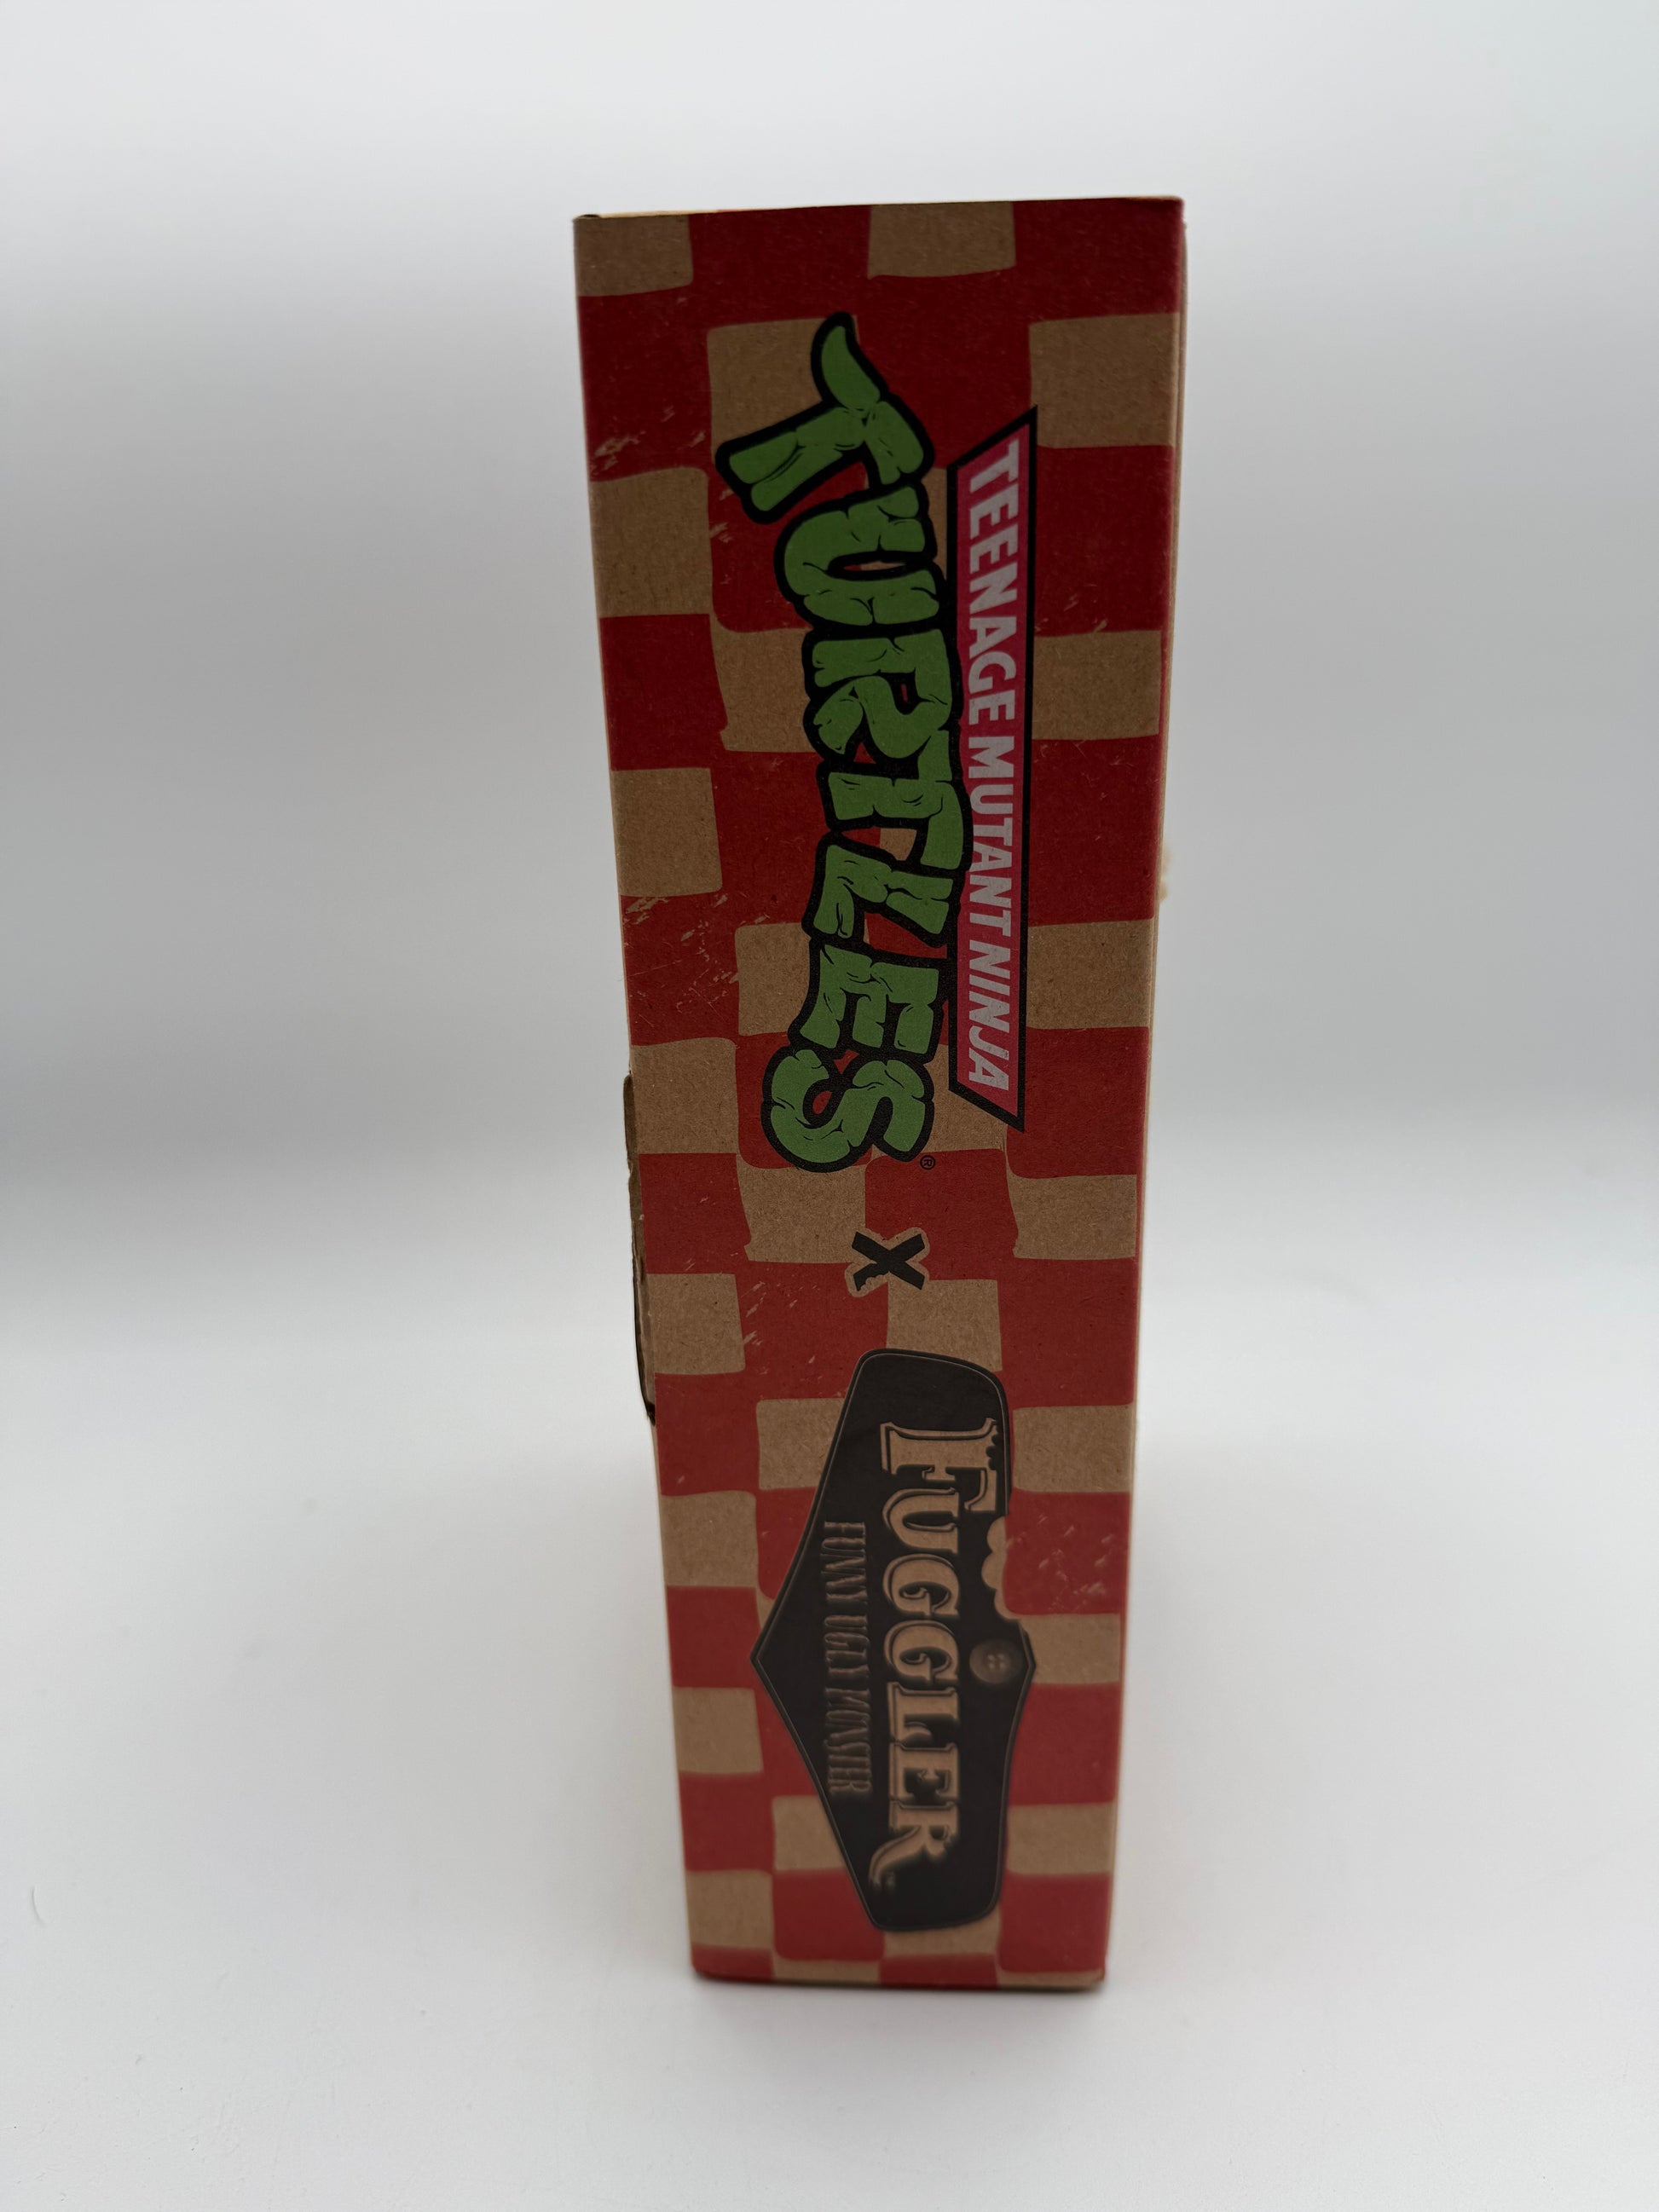 TEENAGE MUTANT NINJA
TURTLES®
X
FUGGLER
FUNNY UGLY MONSTER